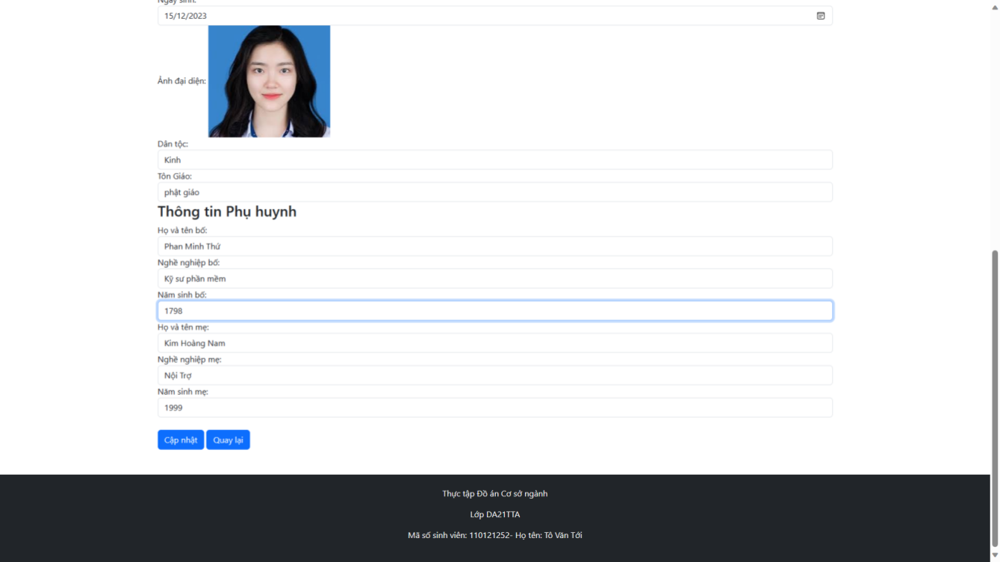 Ngày sinh:
15/12/2023
Ảnh đại diện:
Dân tộc:
Kinh
Tôn Giáo:
phật giáo
Thông tin Phụ huynh
Họ và tên bố:
Phan Minh Thứ
Nghề nghiệp bố:
Kỹ sư phần mềm
Năm sinh bố:
1798
Họ và tên mẹ:
Kim Hoàng Nam
Nghề nghiệp mẹ:
Nội Trợ
Năm sinh mẹ:
1999
Cập nhật Quay lại
Thực tập Đồ án Cơ sở ngành
Lớp DA21TTA
Mã số sinh viên: 110121252- Họ tên: Tô Văn Tới